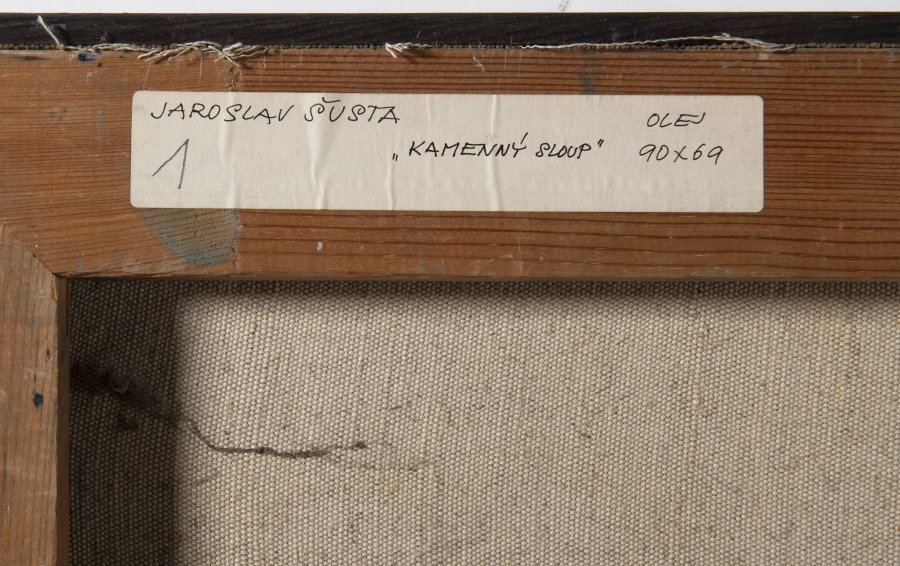 JAROSLAV ŠUSTA OLEJ
1 „KAMENNÝ SLOUP" 90x69